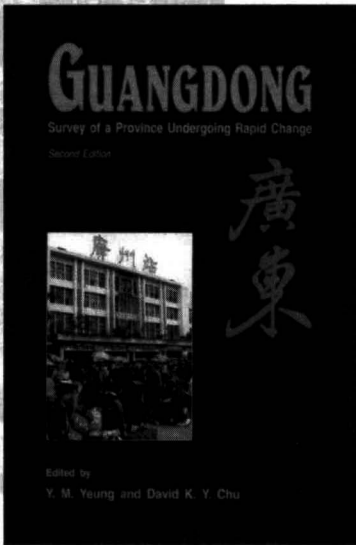 GUANGDONG
Survey of a Province Undergoing Rapid Change
Second Edition
廣
東
廣州站
Edited by
Y. M. Yeung and David K. Y. Chu